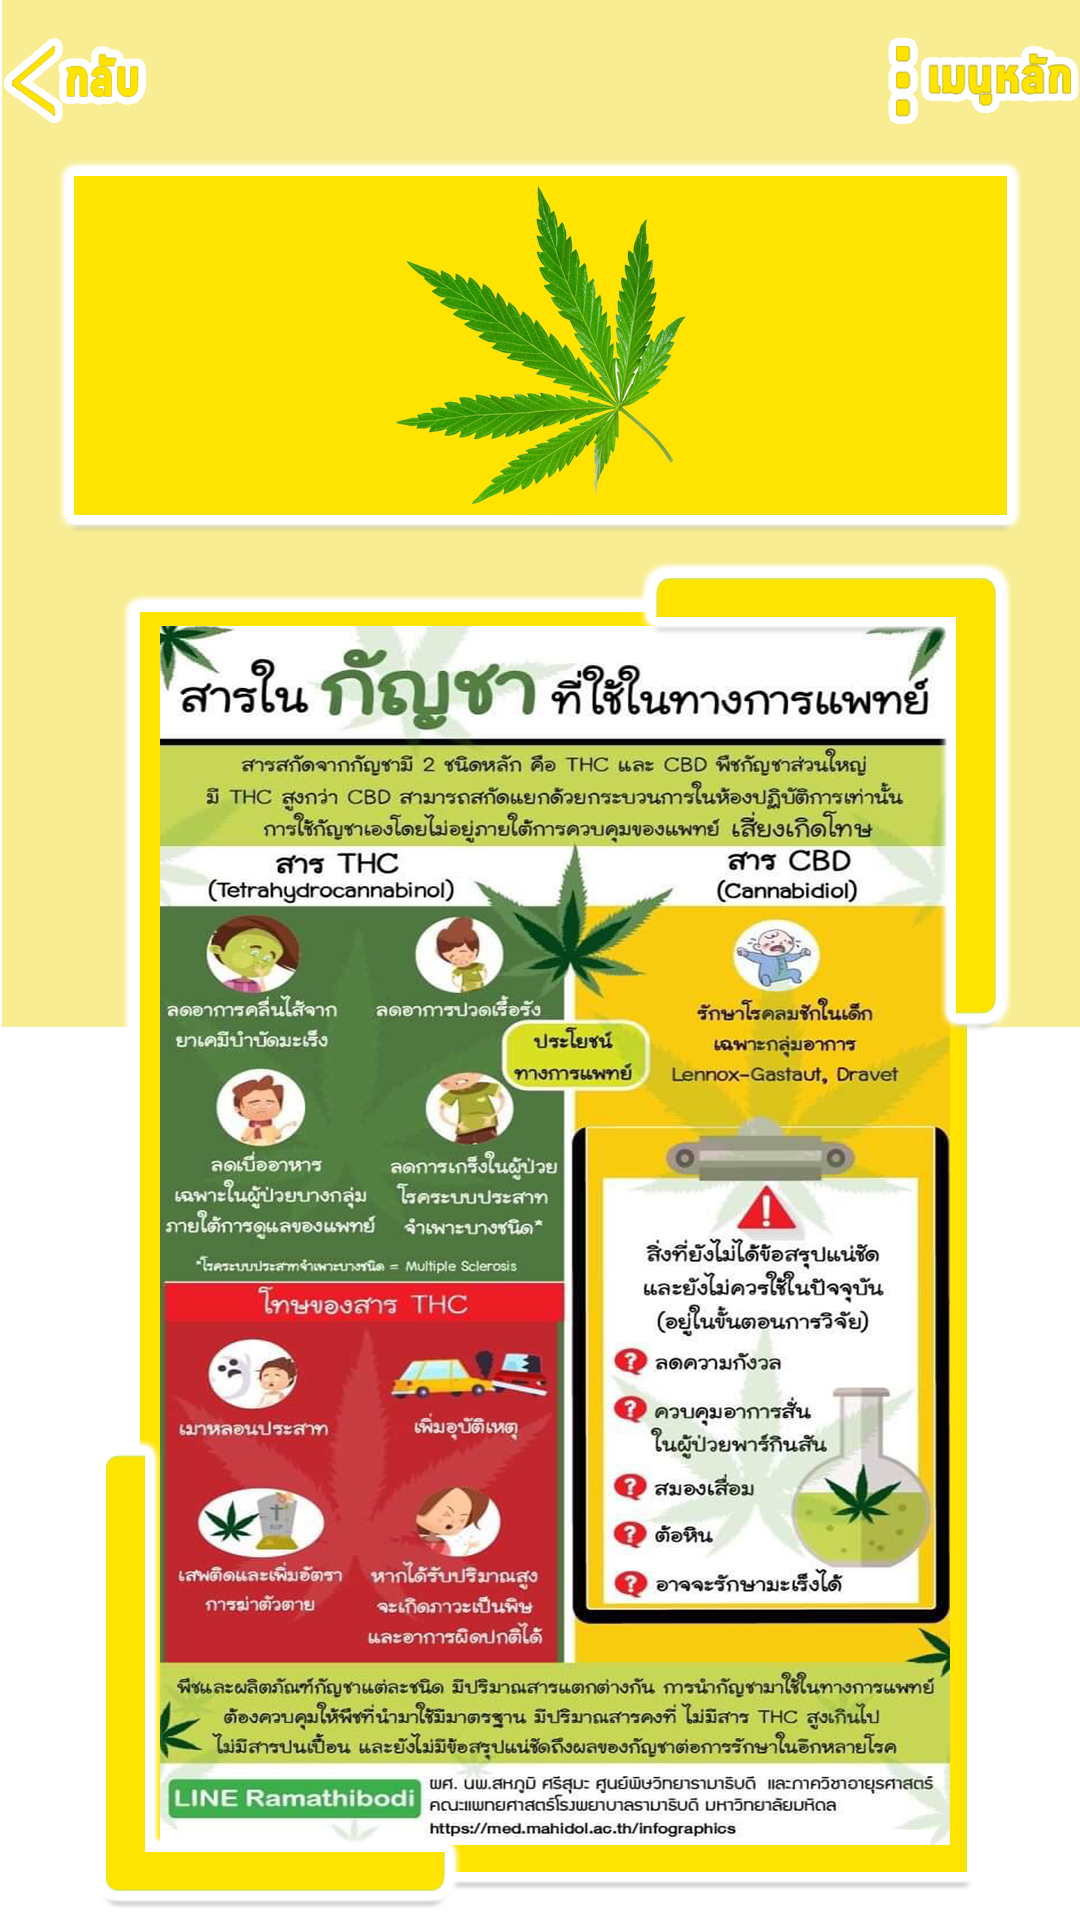 กลับ
เมนูหลัก
สารใน กัญชา ที่ใช้ในทางการแพทย์
สารสกัดจากกัญชามี 2 ชนิดหลัก คือ THC และ CBD พืชกัญชาส่วนใหญ่
มี THC สูงกว่า CBD สามารถสกัดแยกด้วยกระบวนการในห้องปฏิบัติการเท่านั้น
การใช้กัญชาเองโดยไม่อยู่ภายใต้การควบคุมของแพทย์ เสี่ยงเกิดโทษ
สาร THC
(Tetrahydrocannabinol)
สาร CBD
(Cannabidiol)
ประโยชน์
ทางการแพทย์
ลดอาการคลื่นไส้จาก
ยาเคมีบำบัดมะเร็ง
ลดอาการปวดเรื้อรัง
ลดเบื่ออาหาร
เฉพาะในผู้ป่วยบางกลุ่ม
ภายใต้การดูแลของแพทย์
ลดการเกร็งในผู้ป่วย
โรคระบบประสาท
จำเพาะบางชนิด*
*โรคระบบประสาทจำเพาะบางชนิด = Multiple Sclerosis
รักษาโรคลมชักในเด็ก
เฉพาะกลุ่มอาการ
Lennox-Gastaut, Dravet
โทษของสาร THC
เมาหลอนประสาท
เพิ่มอุบัติเหตุ
เสพติดและเพิ่มอัตรา
การฆ่าตัวตาย
หากได้รับปริมาณสูง
จะเกิดภาวะเป็นพิษ
และอาการผิดปกติได้
สิ่งที่ยังไม่ได้ข้อสรุปแน่ชัด
และยังไม่ควรใช้ในปัจจุบัน
(อยู่ในขั้นตอนการวิจัย)
? ลดความกังวล
? ควบคุมอาการสั่น
ในผู้ป่วยพาร์กินสัน
? สมองเสื่อม
? ต้อหิน
? อาจจะรักษามะเร็งได้
พืชและผลิตภัณฑ์กัญชาแต่ละชนิด มีปริมาณสารแตกต่างกัน การนำกัญชามาใช้ในทางการแพทย์
ต้องควบคุมให้พืชที่นำมาใช้มีมาตรฐาน มีปริมาณสารคงที่ ไม่มีสาร THC สูงเกินไป
ไม่มีสารปนเปื้อน และยังไม่มีข้อสรุปแน่ชัดถึงผลของกัญชาต่อการรักษาในอีกหลายโรค
LINE Ramathibodi
ผศ. นพ.สหภูมิ ศรีสุมะ ศูนย์พิษวิทยารามาธิบดี และภาควิชาอายุรศาสตร์
คณะแพทยศาสตร์โรงพยาบาลรามาธิบดี มหาวิทยาลัยมหิดล
https://med.mahidol.ac.th/infographics